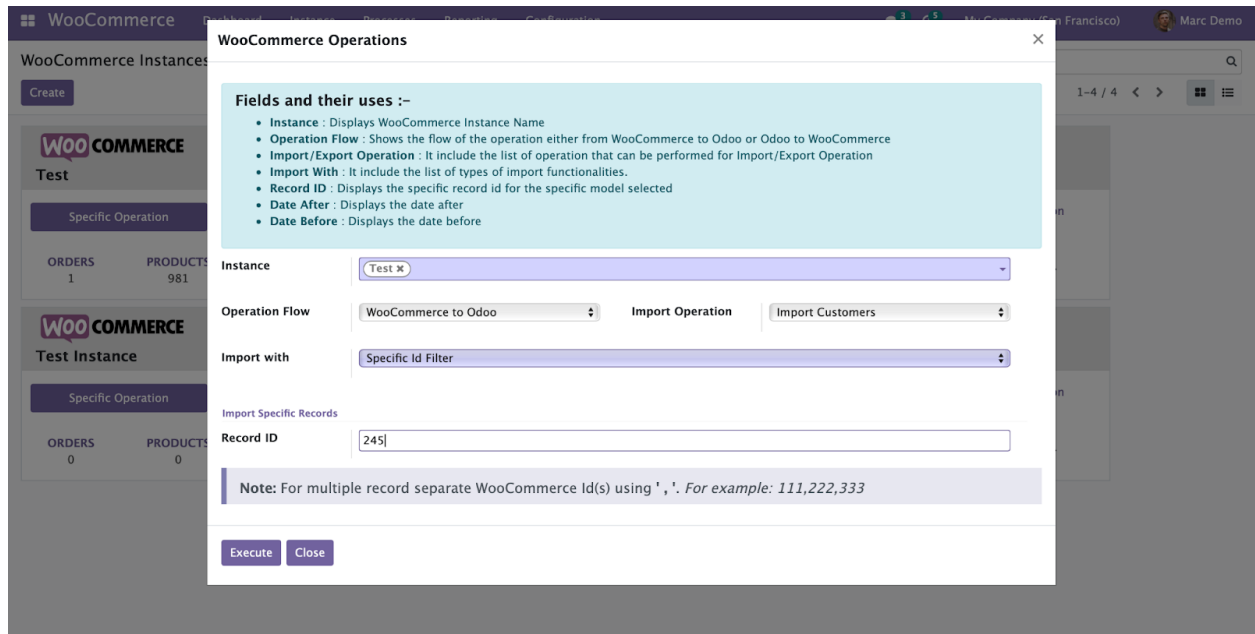 WooCommerce
3
5
Francisco)
Marc Demo
WooCommerce Instances
Create
1-4 / 4
WOO COMMERCE
Test
Specific Operation
ORDERS
PRODUCTS
1
981
WOO COMMERCE
Test Instance
Specific Operation
ORDERS
PRODUCTS
0
0
WooCommerce Operations
×
Fields and their uses :-
• Instance : Displays WooCommerce Instance Name
• Operation Flow : Shows the flow of the operation either from WooCommerce to Odoo or Odoo to WooCommerce
• Import/Export Operation : It include the list of operation that can be performed for Import/Export Operation
• Import With : It include the list of types of import functionalities.
• Record ID : Displays the specific record id for the specific model selected
• Date After : Displays the date after
• Date Before : Displays the date before
Instance
Test ×
Operation Flow
WooCommerce to Odoo
Import Operation
Import Customers
Import with
Specific Id Filter
Import Specific Records
Record ID
245
Note: For multiple record separate WooCommerce Id(s) using ' , '. For example: 111,222,333
Execute
Close